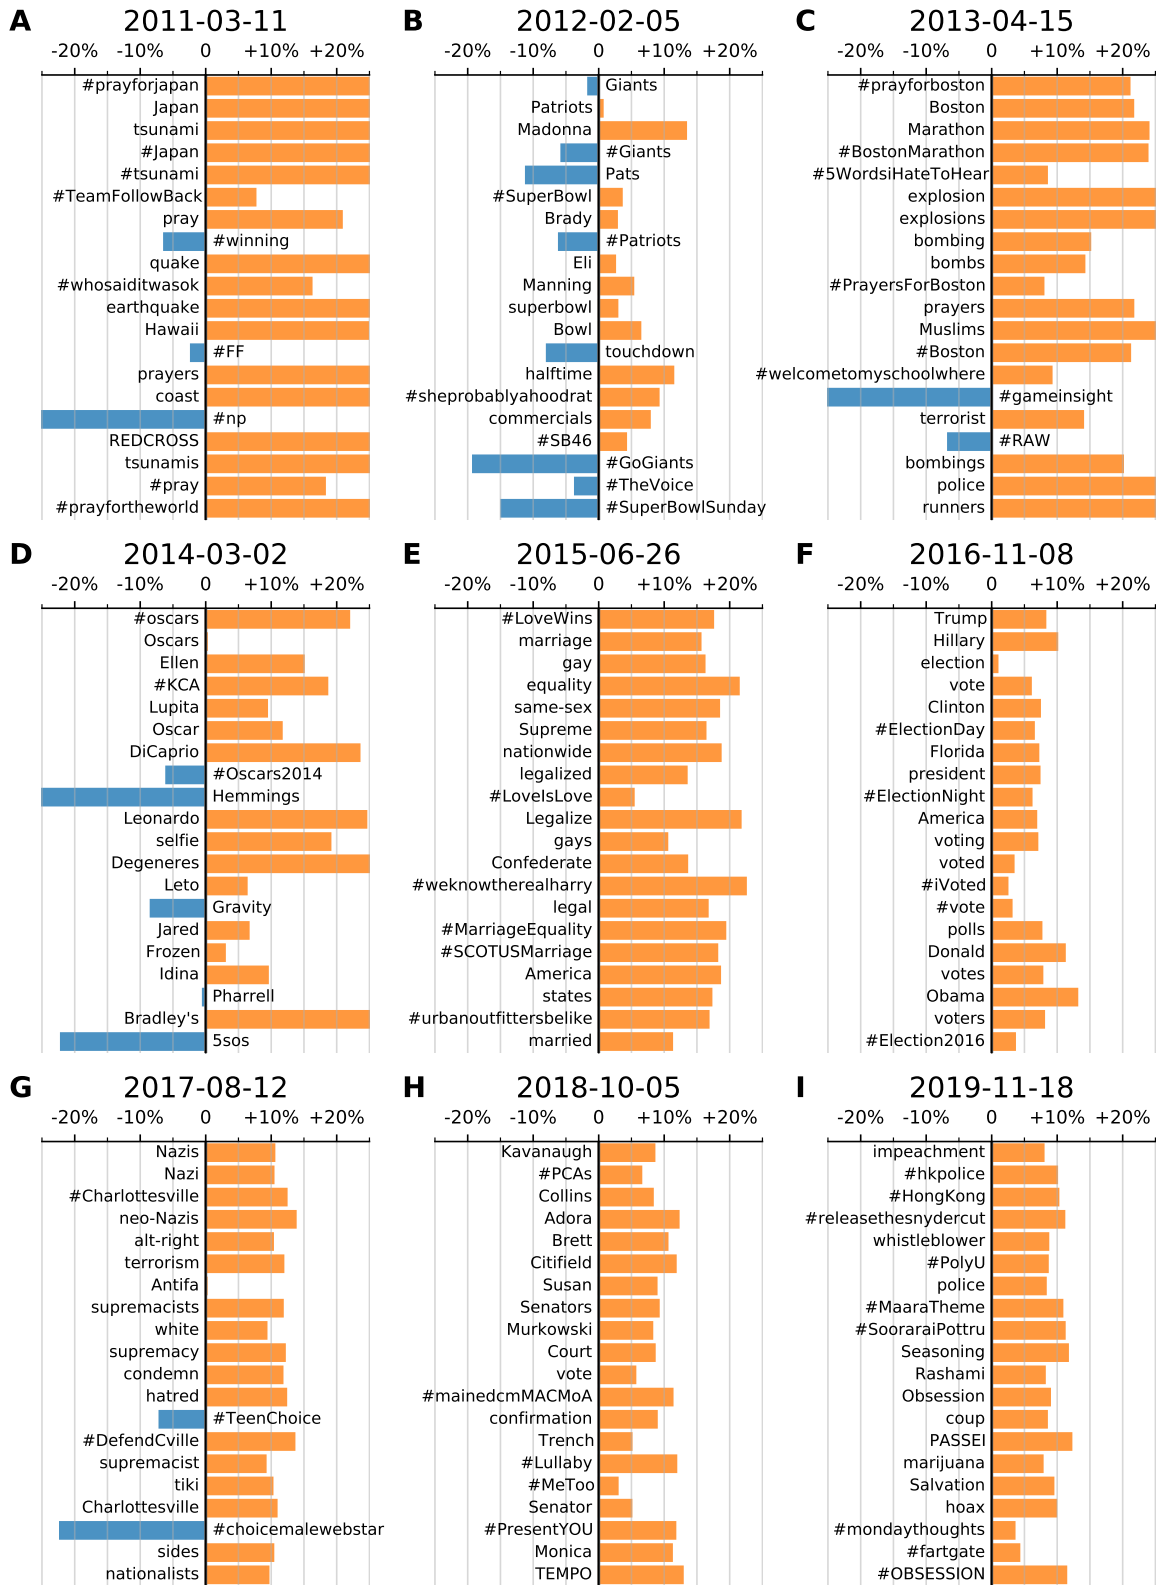 A 2011-03-11
-20% -10% 0 +10% +20%
#prayforjapan
Japan
tsunami
#Japan
#tsunami
#TeamFollowBack
pray
#winning
quake
#whosaiditwasok
earthquake
Hawaii
#FF
prayers
coast
#np
REDCROSS
tsunamis
#pray
#prayfortheworld
B 2012-02-05
-20% -10% 0 +10% +20%
Giants
Patriots
Madonna
#Giants
Pats
#SuperBowl
Brady
#Patriots
Eli
Manning
superbowl
Bowl
touchdown
halftime
#sheprobablyahoodrat
commercials
#SB46
#GoGiants
#TheVoice
#SuperBowlSunday
C 2013-04-15
-20% -10% 0 +10% +20%
#prayforboston
Boston
Marathon
#BostonMarathon
#5WordsiHateToHear
explosion
explosions
bombing
bombs
#PrayersForBoston
prayers
Muslims
#Boston
#welcometomyschoolwhere
#gameinsight
terrorist
#RAW
bombings
police
runners
D 2014-03-02
-20% -10% 0 +10% +20%
#oscars
Oscars
Ellen
#KCA
Lupita
Oscar
DiCaprio
#Oscars2014
Hemmings
Leonardo
selfie
Degeneres
Leto
Gravity
Jared
Frozen
Idina
Pharrell
Bradley's
5sos
E 2015-06-26
-20% -10% 0 +10% +20%
#LoveWins
marriage
gay
equality
same-sex
Supreme
nationwide
legalized
#LoveIsLove
Legalize
gays
Confederate
#weknowtherealharry
legal
#MarriageEquality
#SCOTUSMarriage
America
states
#urbanoutfittersbelike
married
F 2016-11-08
-20% -10% 0 +10% +20%
Trump
Hillary
election
vote
Clinton
#ElectionDay
Florida
president
#ElectionNight
America
voting
voted
#iVoted
#vote
polls
Donald
votes
Obama
voters
#Election2016
G 2017-08-12
-20% -10% 0 +10% +20%
Nazis
Nazi
#Charlottesville
neo-Nazis
alt-right
terrorism
Antifa
supremacists
white
supremacy
condemn
hatred
#TeenChoice
#DefendCville
supremacist
tiki
Charlottesville
#choicemalewebstar
sides
nationalists
H 2018-10-05
-20% -10% 0 +10% +20%
Kavanaugh
#PCAs
Collins
Adora
Brett
Citifield
Susan
Senators
Murkowski
Court
vote
#mainedcmMACMoA
confirmation
Trench
#Lullaby
#MeToo
Senator
#PresentYOU
Monica
TEMPO
I 2019-11-18
-20% -10% 0 +10% +20%
impeachment
#hkpolice
#HongKong
#releasethesnydercut
whistleblower
#PolyU
police
#MaaraTheme
#SooraraiPottru
Seasoning
Rashami
Obsession
coup
PASSEI
marijuana
Salvation
hoax
#mondaythoughts
#fartgate
#OBSESSION